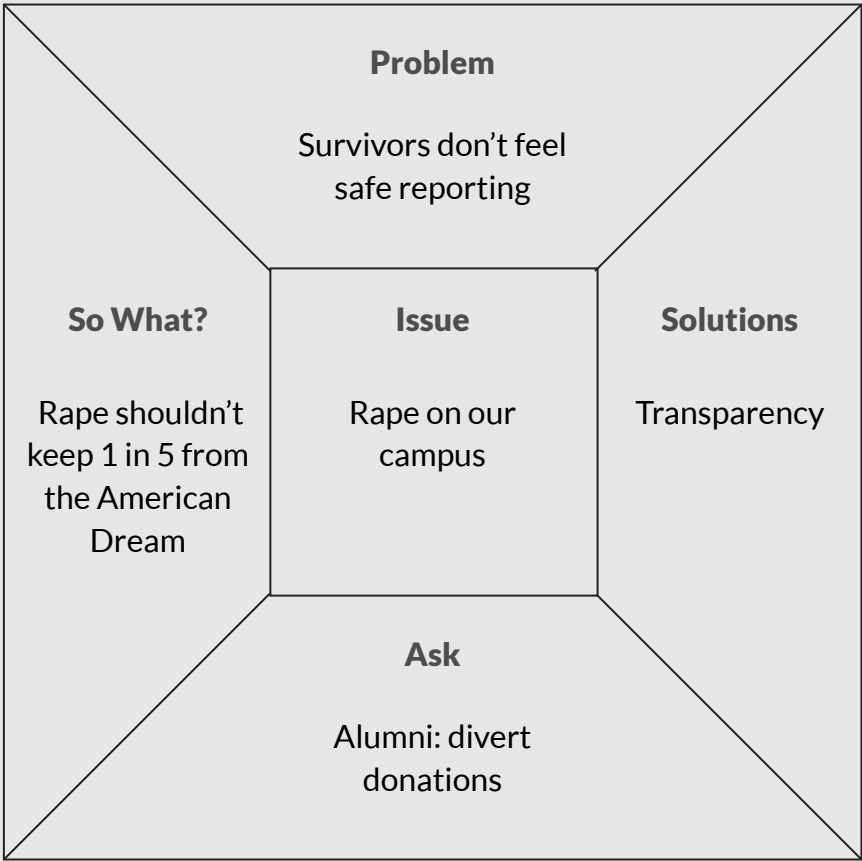 Problem
Survivors don’t feel
safe reporting
So What?
Rape shouldn’t
keep 1 in 5 from
the American
Dream
Issue
Rape on our
campus
Solutions
Transparency
Ask
Alumni: divert
donations